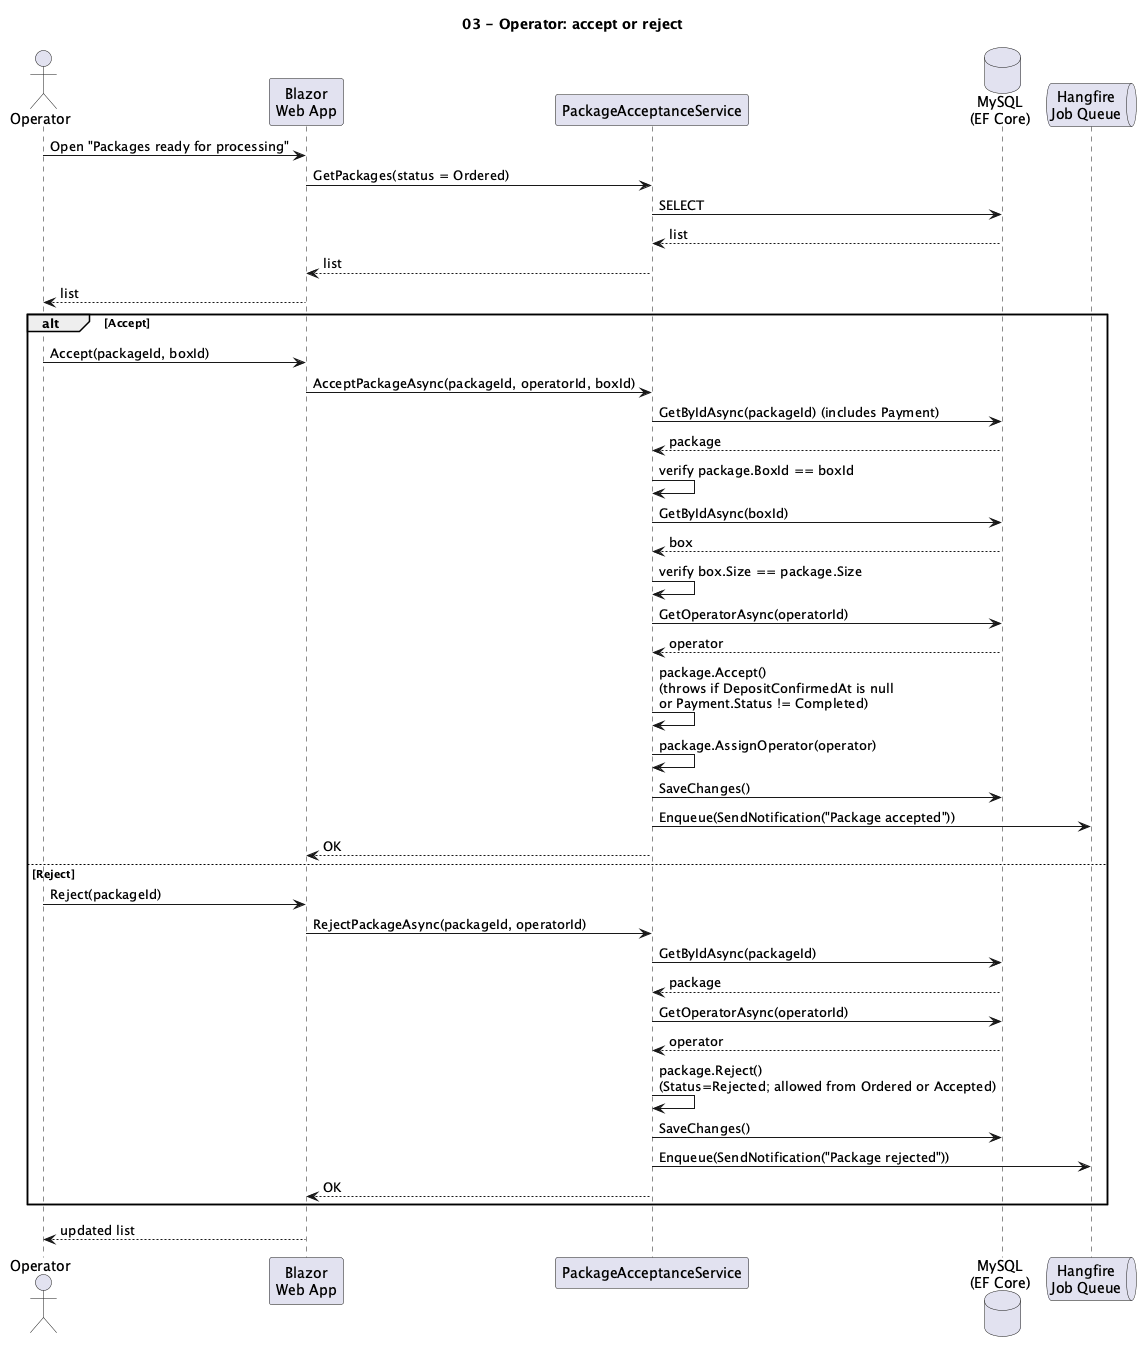 03 – Operator: accept or reject
Operator
Blazor
Web App
PackageAcceptanceService
MySQL
(EF Core)
Hangfire
Job Queue
Open "Packages ready for processing"
GetPackages(status = Ordered)
SELECT
list
list
list
alt
[Accept]
Accept(packageId, boxId)
AcceptPackageAsync(packageId, operatorId, boxId)
GetByIdAsync(packageId) (includes Payment)
package
verify package.BoxId == boxId
GetByIdAsync(boxId)
box
verify box.Size == package.Size
GetOperatorAsync(operatorId)
operator
package.Accept()
(throws if DepositConfirmedAt is null
or Payment.Status != Completed)
package.AssignOperator(operator)
SaveChanges()
Enqueue(SendNotification("Package accepted"))
OK
[Reject]
Reject(packageId)
RejectPackageAsync(packageId, operatorId)
GetByIdAsync(packageId)
package
GetOperatorAsync(operatorId)
operator
package.Reject()
(Status=Rejected; allowed from Ordered or Accepted)
SaveChanges()
Enqueue(SendNotification("Package rejected"))
OK
updated list
Operator
Blazor
Web App
PackageAcceptanceService
MySQL
(EF Core)
Hangfire
Job Queue